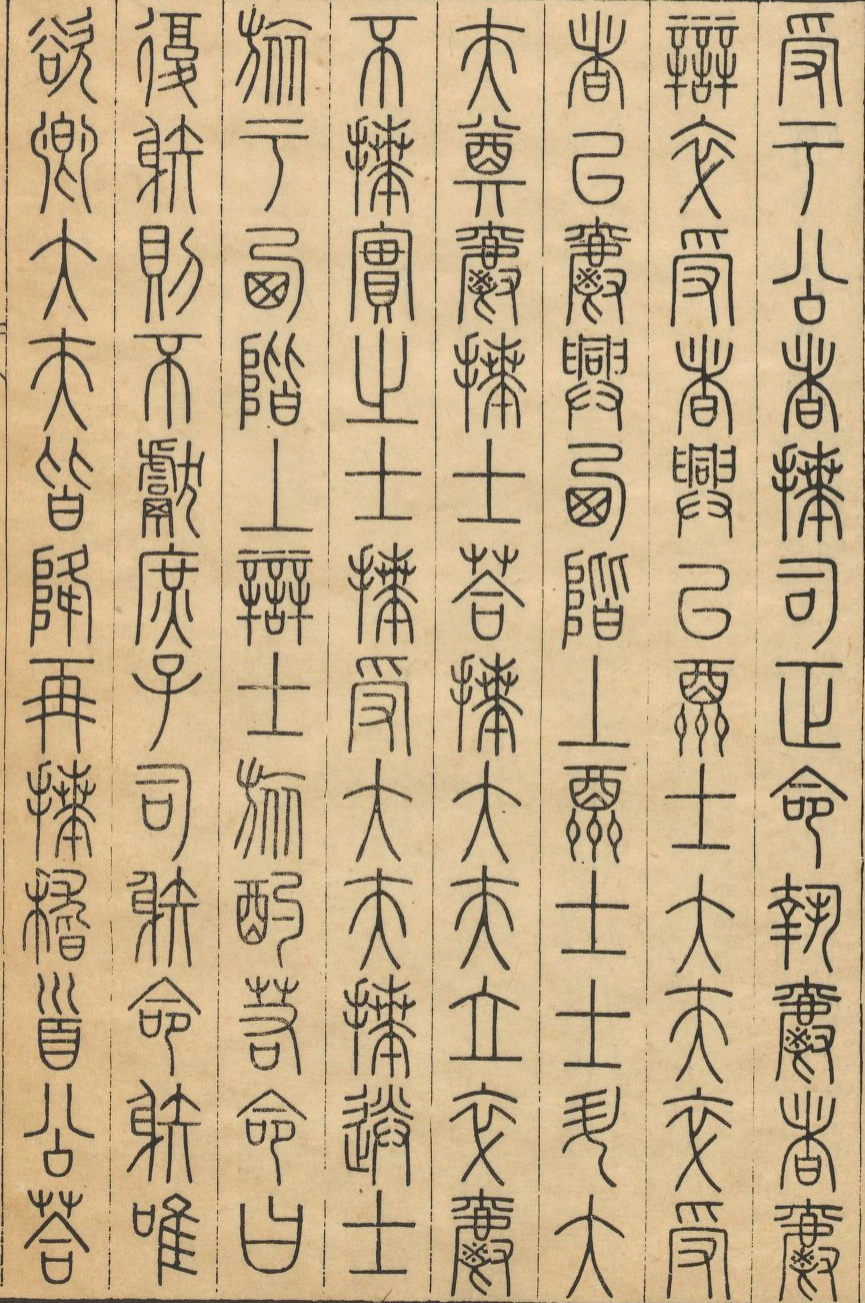 受于公者拜司正命執爵者爵
辯卒受者興以酬士大夫卒受
者以爵興西階上酬士士升大
夫奠爵拜士荅拜大夫立卒爵
不拜實之士拜受大夫拜送士
旅于西階上辯士旅酌若命曰
復射則不獻庶子司射命射唯
欲卿大夫皆降再拜稽首公荅